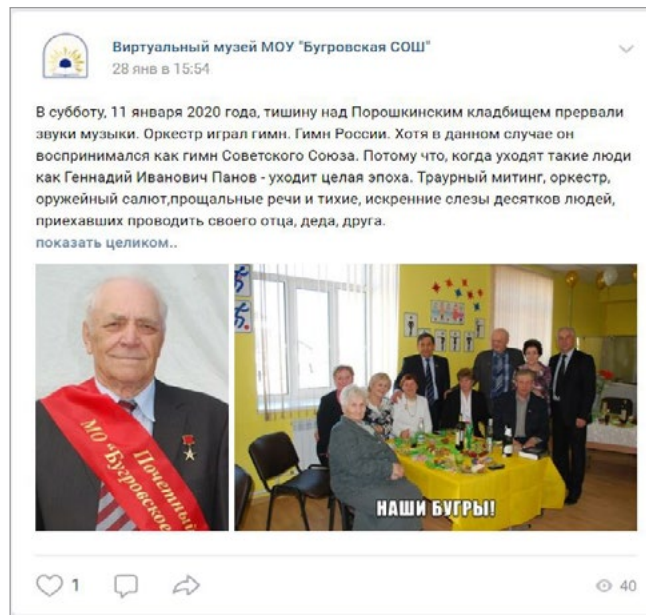 Виртуальный музей МОУ "Бугровская СОШ"
28 янв в 15:54
В субботу, 11 января 2020 года, тишину над Порошкинским кладбищем прервали
звуки музыки. Оркестр играл гимн. Гимн России. Хотя в данном случае он
воспринимался как гимн Советского Союза. Потому что, когда уходят такие люди
как Геннадий Иванович Панов - уходит целая эпоха. Траурный митинг, оркестр,
оружейный салют,прощальные речи и тихие, искренние слезы десятков людей,
приехавших проводить своего отца, деда, друга.
показать целиком..
Почетный
МО "Бугровское
НАШИ БУГРЫ!
1
40